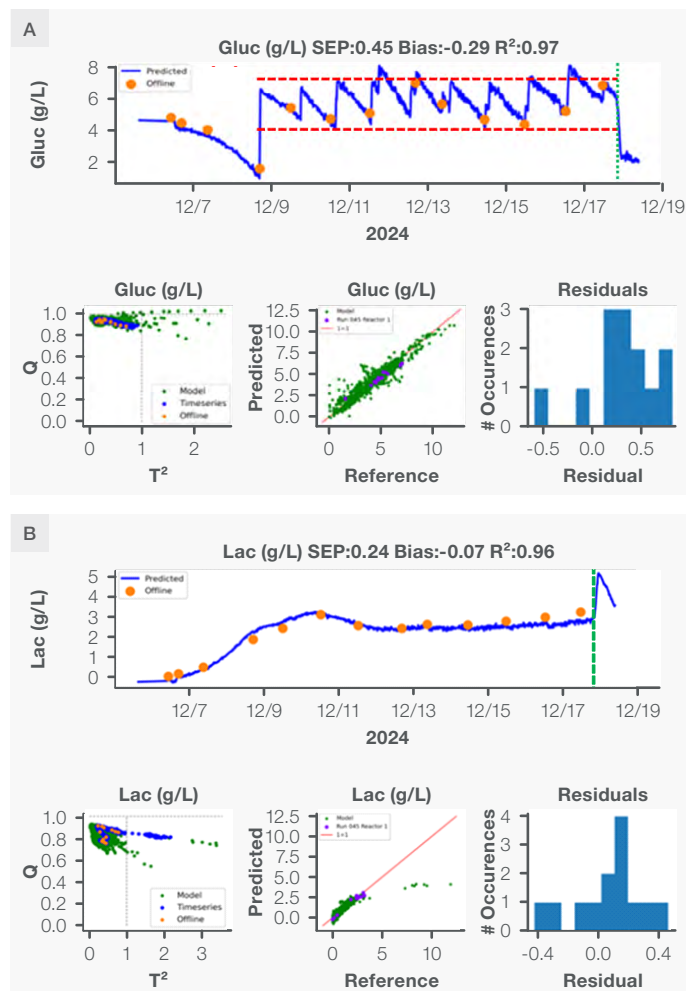 A
Gluc (g/L) SEP:0.45 Bias:-0.29 R²:0.97
Gluc (g/L)
8
6
4
2
Predicted
Offline
12/7 12/9 12/11 12/13 12/15 12/17 12/19
2024
Gluc (g/L)
Q
1.0
0.8
0.6
0.4
0.2
0.0
Model
Timeseries
Offline
0 1 2
T²
Gluc (g/L)
Predicted
12.5
10.0
7.5
5.0
2.5
0.0
Model
Run 045 Reactor 1
1=1
0 5 10
Reference
Residuals
# Occurences
3
2
1
0
-0.5 0.0 0.5
Residual
B
Lac (g/L) SEP:0.24 Bias:-0.07 R²:0.96
Lac (g/L)
5
4
3
2
1
0
Predicted
Offline
12/7 12/9 12/11 12/13 12/15 12/17 12/19
2024
Lac (g/L)
Q
1.0
0.8
0.6
0.4
0.2
0.0
Model
Timeseries
Offline
0 1 2 3
T²
Lac (g/L)
Predicted
12.5
10.0
7.5
5.0
2.5
0.0
Model
Run 045 Reactor 1
1=1
0 5 10
Reference
Residuals
# Occurences
4
3
2
1
0
-0.4 0.0 0.4
Residual